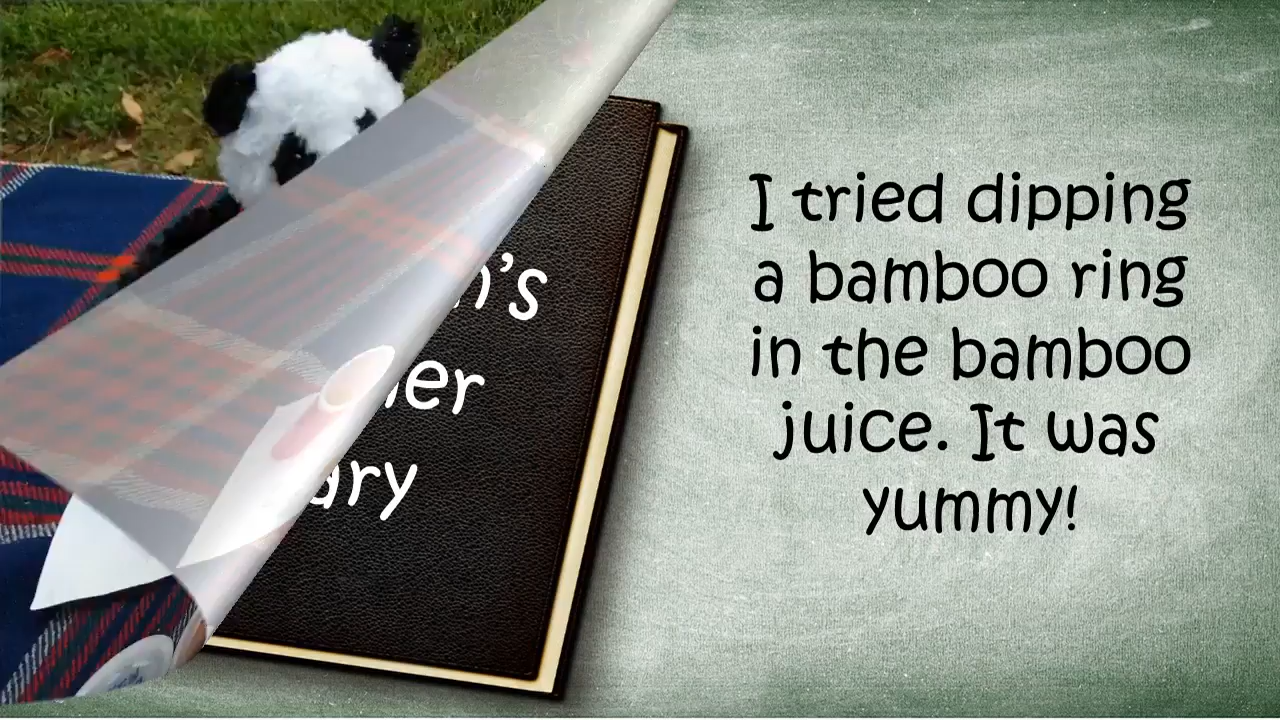 I tried dipping
a bamboo ring
in the bamboo
juice. It was
yummy!